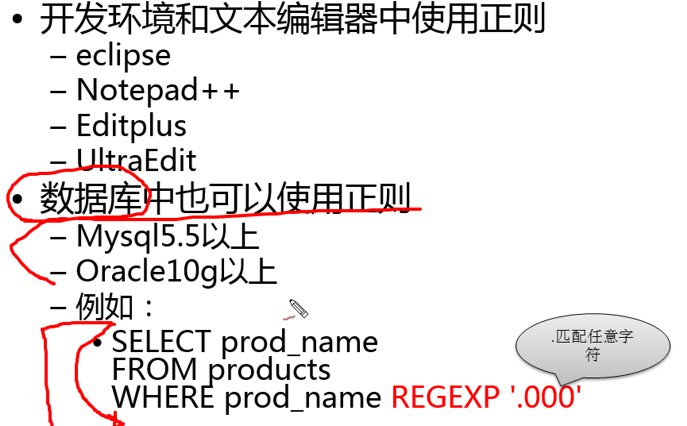 • 开发环境和文本编辑器中使用正则
– eclipse
– Notepad++
– Editplus
– UltraEdit
• 数据库中也可以使用正则
– Mysql5.5以上
– Oracle10g以上
– 例如：
• SELECT prod_name
FROM products
WHERE prod_name REGEXP '.000'
.匹配任意字
符